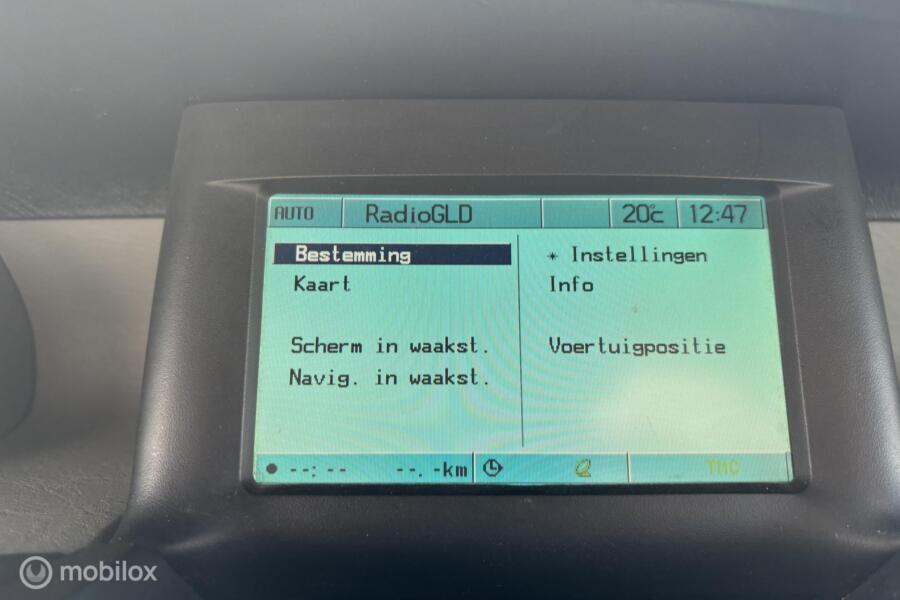 AUTO RadioGLD 20°C 12:47
Bestemming * Instellingen
Kaart Info
Scherm in waakst. Voertuigpositie
Navig. in waakst.
--:-- --.-km TMC
mobilox